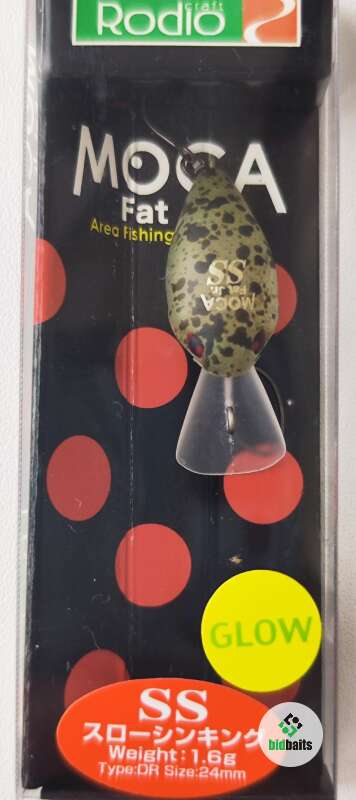 craft
Rodio
MOCA
Fat
Area Fishing
SS
Fat Jr.
MOCA
GLOW
SS
スローシンキング
Weight:1.6g
Type:DR Size:24mm
bidbaits